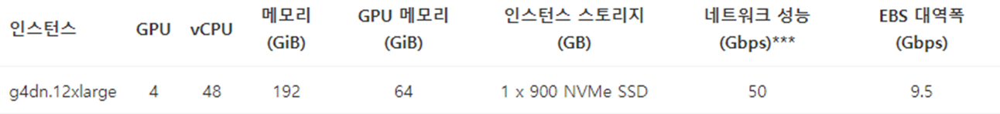 인스턴스 GPU vCPU 메모리 (GiB) GPU 메모리 (GiB) 인스턴스 스토리지 (GB) 네트워크 성능 (Gbps)*** EBS 대역폭 (Gbps)
g4dn.12xlarge 4 48 192 64 1 x 900 NVMe SSD 50 9.5